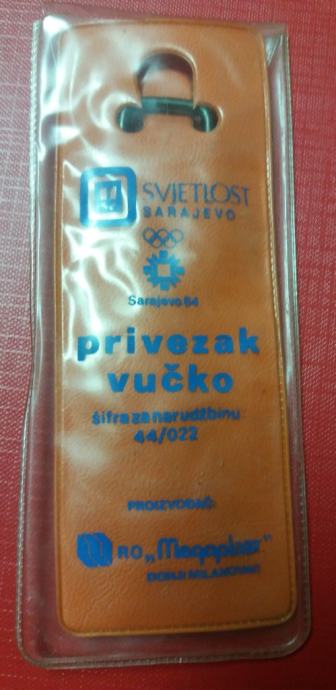 SVJETLOST
SARAJEVO
Sarajevo 84
privezak
vučko
šifra za narudžbinu
44/022
PROIZVOĐAČ:
RO „Megaplast"
DONJI MILANOVAC